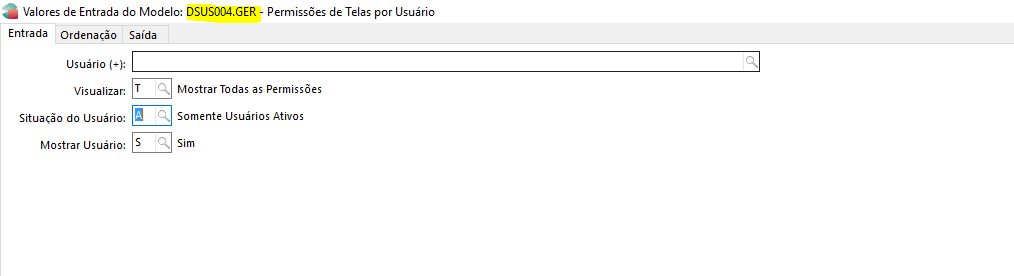 Valores de Entrada do Modelo: DSUS004.GER - Permissões de Telas por Usuário
Entrada Ordenação Saída
Usuário (+):
Visualizar: T Mostrar Todas as Permissões
Situação do Usuário: A Somente Usuários Ativos
Mostrar Usuário: S Sim